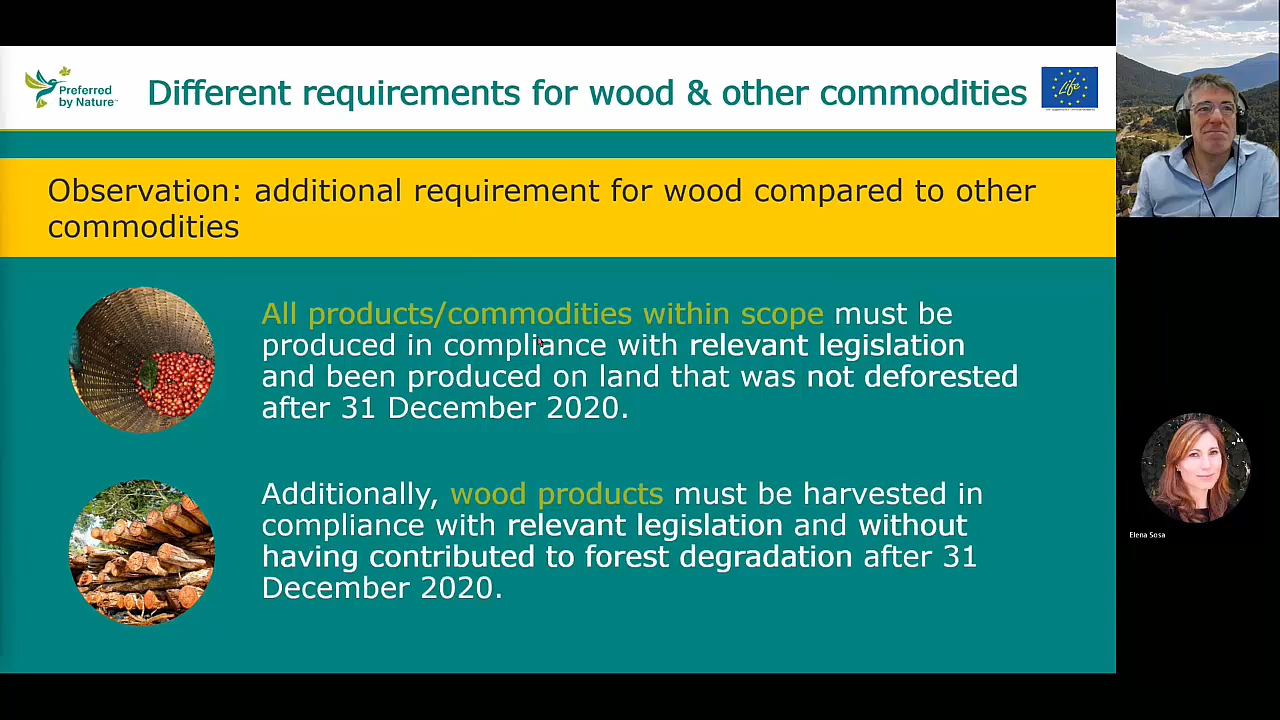 Preferred
by Nature™
Different requirements for wood & other commodities
Life
Observation: additional requirement for wood compared to other
commodities
All products/commodities within scope must be
produced in compliance with relevant legislation
and been produced on land that was not deforested
after 31 December 2020.
Additionally, wood products must be harvested in
compliance with relevant legislation and without
having contributed to forest degradation after 31
December 2020.
Elena Sosa